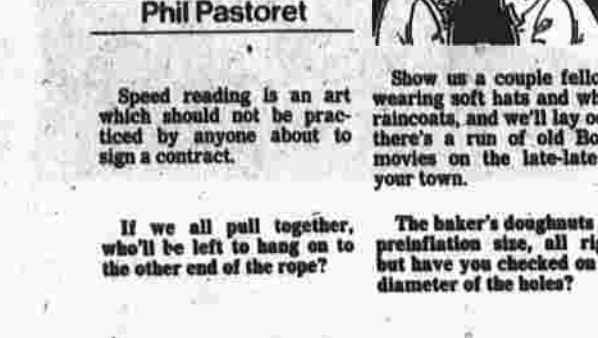 Phil Pastoret
Speed reading is an art
which should not be prac-
ticed by anyone about to
sign a contract.
If we all pull together,
who'll be left to hang on to
the other end of the rope?
Show us a couple fello
wearing soft hats and wh
raincoats, and we'll lay o
there's a run of old Bo
movies on the late-late
your town.
The baker's doughnuts
preinflation size, all ri
but have you checked on
diameter of the holes?